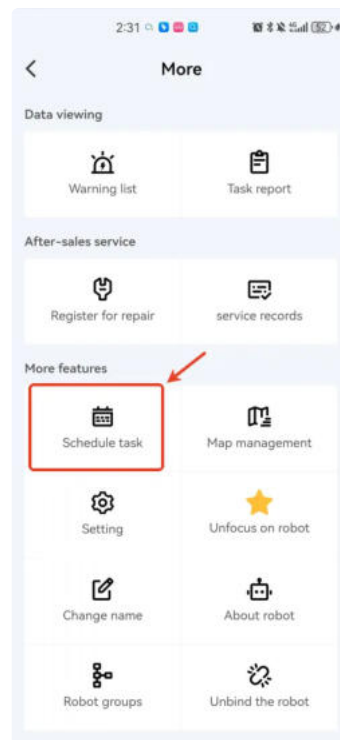 2:31
More
Data viewing
Warning list
Task report
After-sales service
Register for repair
service records
More features
Schedule task
Map management
Setting
Unfocus on robot
Change name
About robot
Robot groups
Unbind the robot